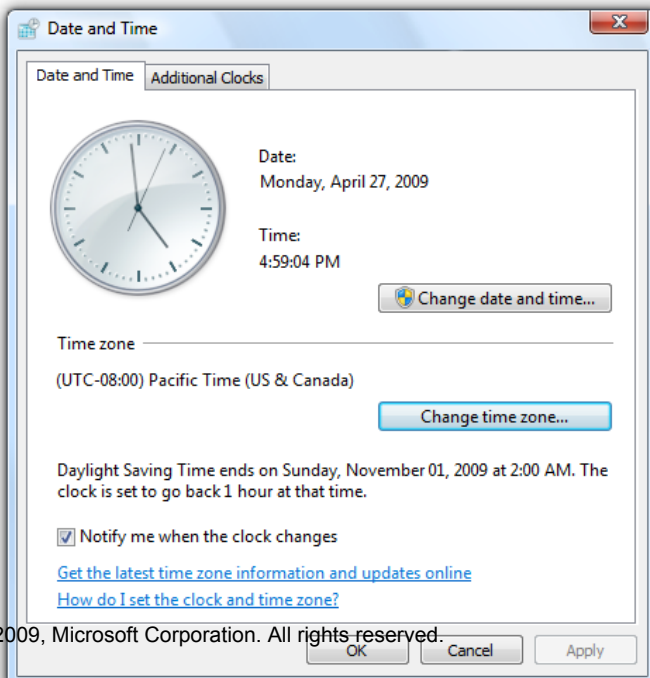 Date and Time
Date and Time
Additional Clocks
Date:
Monday, April 27, 2009
Time:
4:59:04 PM
Change date and time...
Time zone
(UTC-08:00) Pacific Time (US & Canada)
Change time zone...
Daylight Saving Time ends on Sunday, November 01, 2009 at 2:00 AM. The
clock is set to go back 1 hour at that time.
Notify me when the clock changes
Get the latest time zone information and updates online
How do I set the clock and time zone?
2009, Microsoft Corporation. All rights reserved.
OK
Cancel
Apply